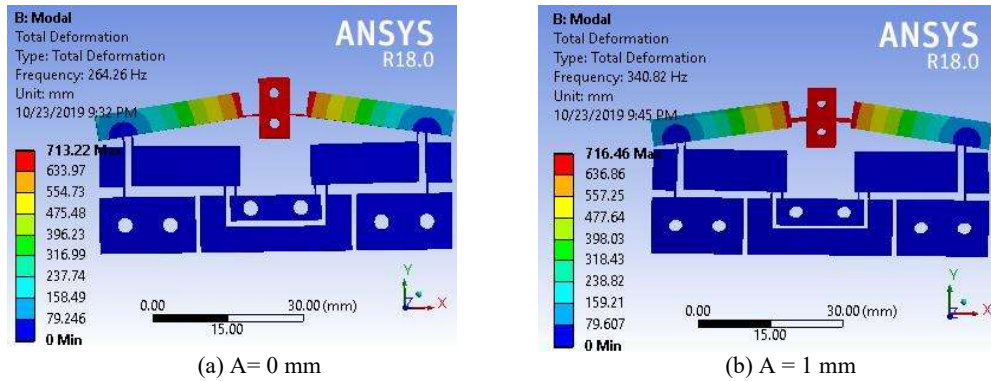 B: Modal
Total Deformation
Type: Total Deformation
Frequency: 264.26 Hz
Unit: mm
10/23/2019 9:32 PM
ANSYS
R18.0
713.22 Max
633.97
554.73
475.48
396.23
316.99
237.74
158.49
79.246
0 Min
0.00
30.00 (mm)
15.00
Y
Z
X
(a) A= 0 mm
B: Modal
Total Deformation
Type: Total Deformation
Frequency: 340.82 Hz
Unit: mm
10/23/2019 9:45 PM
ANSYS
R18.0
716.46 Max
636.86
557.25
477.64
398.03
318.43
238.82
159.21
79.607
0 Min
0.00
30.00 (mm)
15.00
Y
Z
X
(b) A = 1 mm